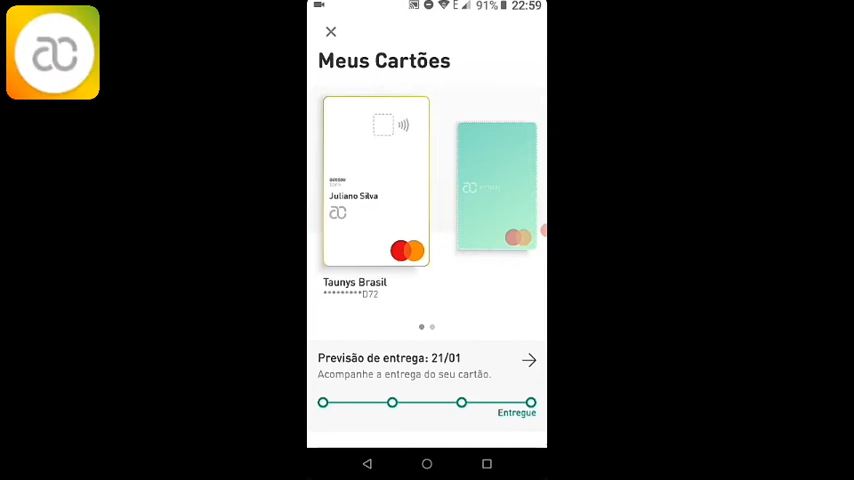 E 91% 22:59
Meus Cartões
Juliano Silva
Taunys Brasil
*********D72
Previsão de entrega: 21/01
Acompanhe a entrega do seu cartão.
Entregue